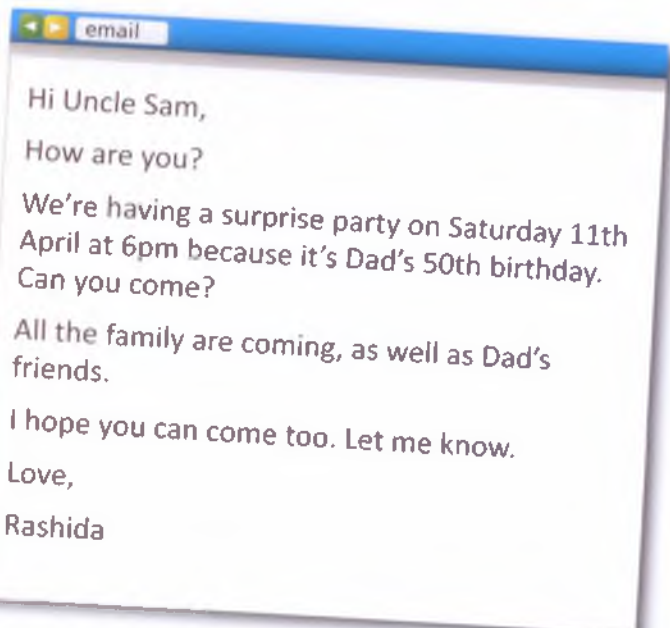 email
Hi Uncle Sam,
How are you?
We're having a surprise party on Saturday 11th
April at 6pm because it's Dad's 50th birthday.
Can you come?
All the family are coming, as well as Dad's
friends.
I hope you can come too. Let me know.
Love,
Rashida